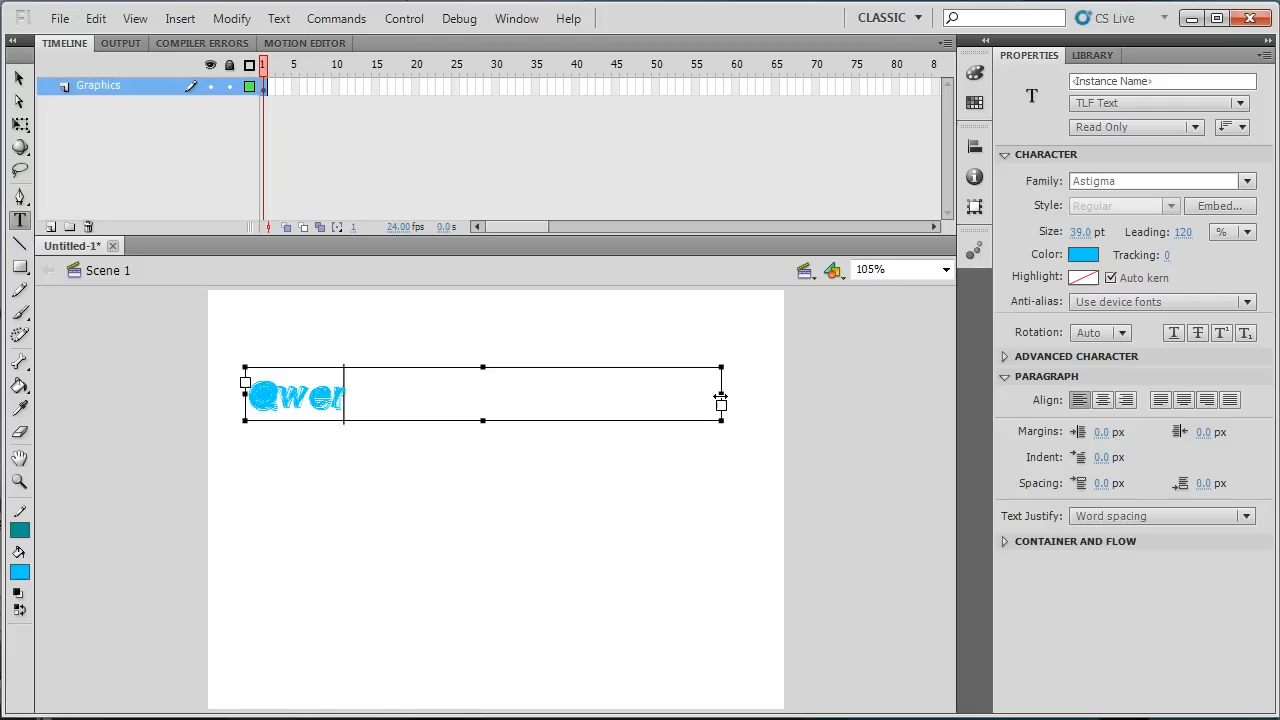 Fl File Edit View Insert Modify Text Commands Control Debug Window Help CLASSIC CS Live
TIMELINE OUTPUT COMPILER ERRORS MOTION EDITOR
PROPERTIES LIBRARY
1 10 15 20 25 30 35 40 45 50 55 60 65 70 75 80 8
<Instance Name>
Graphics
T
TLF Text
Read Only
CHARACTER
Family: Astigma
Style: Regular Embed...
1 24.00 fps 0.0 s
Size: 39.0 pt Leading: 120 %
Untitled-1*
Color: Tracking: 0
Scene 1 105%
Highlight: Auto kern
Anti-alias: Use device fonts
Rotation: Auto T T T¹ T₁
ADVANCED CHARACTER
PARAGRAPH
Qwer
Align:
Margins: 0.0 px 0.0 px
Indent: 0.0 px
Spacing: 0.0 px 0.0 px
Text Justify: Word spacing
CONTAINER AND FLOW